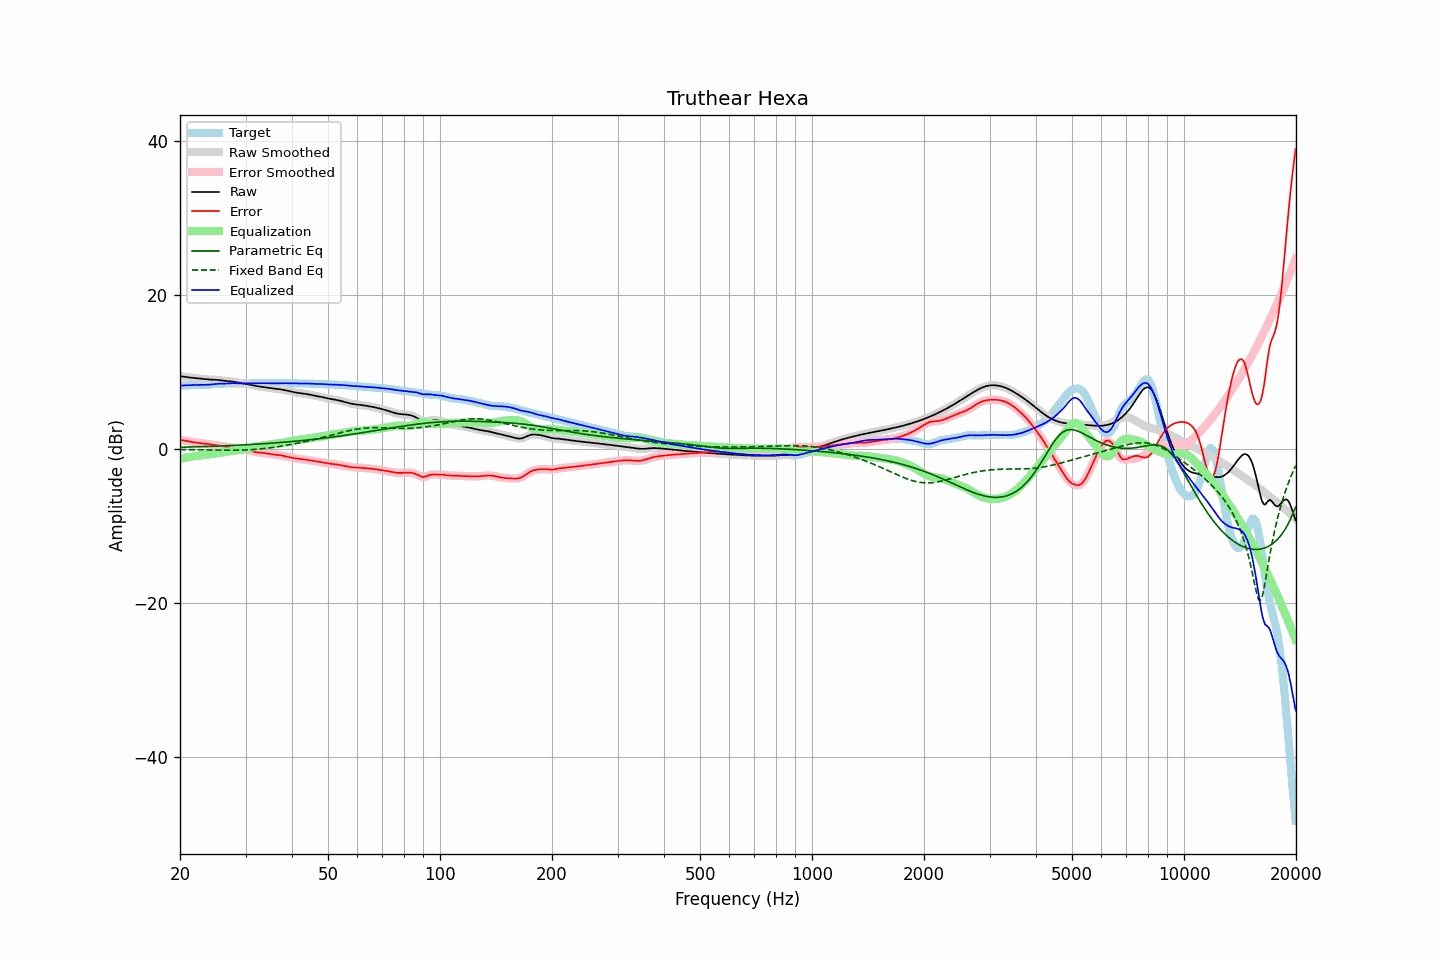 Truthear Hexa
Target
Raw Smoothed
Error Smoothed
Raw
Error
Equalization
Parametric Eq
Fixed Band Eq
Equalized
40
20
0
−20
−40
Amplitude (dBr)
20
50
100
200
500
1000
2000
5000
10000
20000
Frequency (Hz)